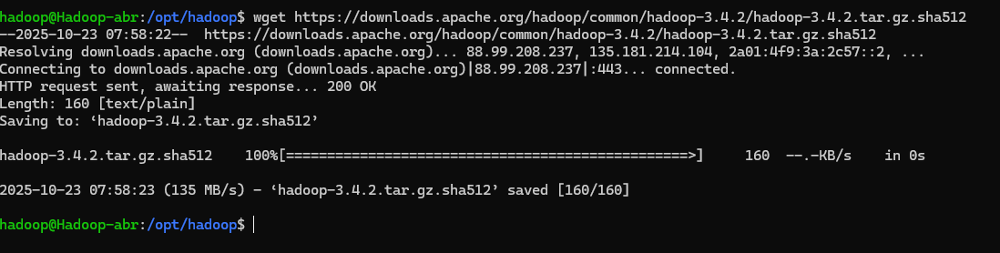 hadoop@Hadoop-abr:/opt/hadoop$ wget https://downloads.apache.org/hadoop/common/hadoop-3.4.2/hadoop-3.4.2.tar.gz.sha512
--2025-10-23 07:58:22--  https://downloads.apache.org/hadoop/common/hadoop-3.4.2/hadoop-3.4.2.tar.gz.sha512
Resolving downloads.apache.org (downloads.apache.org)... 88.99.208.237, 135.181.214.104, 2a01:4f9:3a:2c57::2, ...
Connecting to downloads.apache.org (downloads.apache.org)|88.99.208.237|:443... connected.
HTTP request sent, awaiting response... 200 OK
Length: 160 [text/plain]
Saving to: ‘hadoop-3.4.2.tar.gz.sha512’
hadoop-3.4.2.tar.gz.sha512    100%[=================================================>]     160  --.-KB/s    in 0s
2025-10-23 07:58:23 (135 MB/s) - ‘hadoop-3.4.2.tar.gz.sha512’ saved [160/160]
hadoop@Hadoop-abr:/opt/hadoop$